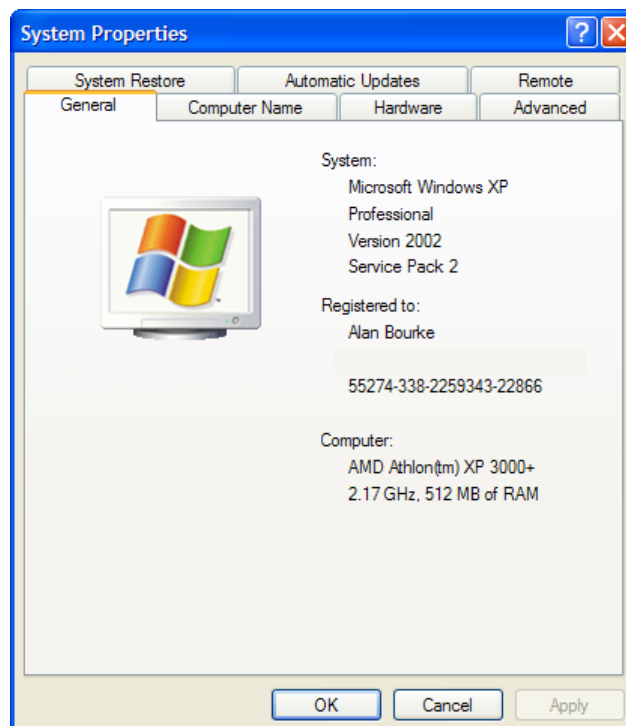 System Properties
System Restore Automatic Updates Remote
General Computer Name Hardware Advanced
System:
Microsoft Windows XP
Professional
Version 2002
Service Pack 2
Registered to:
Alan Bourke
55274-338-2259343-22866
Computer:
AMD Athlon(tm) XP 3000+
2.17 GHz, 512 MB of RAM
OK Cancel Apply